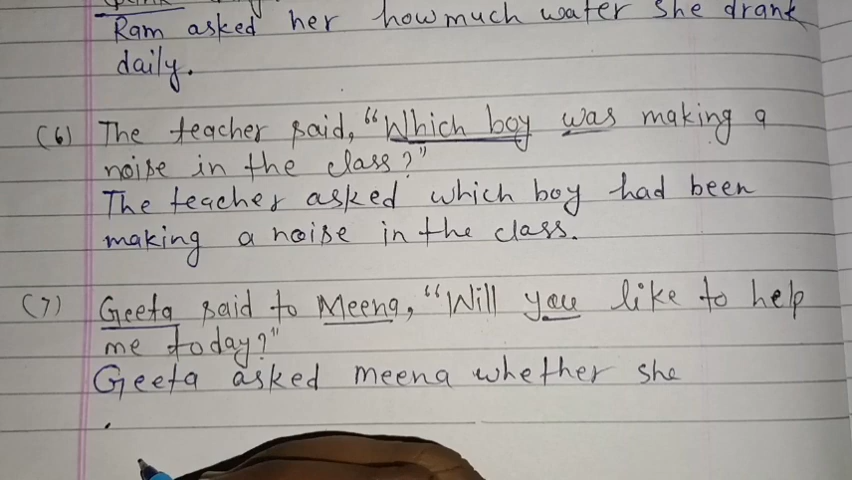 Ram asked her how much water she drank
daily.
(6) The teacher said, "Which boy was making a
noise in the class?"
The teacher asked which boy had been
making a noise in the class.
(7) Geeta said to Meena, "Will you like to help
me today?"
Geeta asked meena whether she